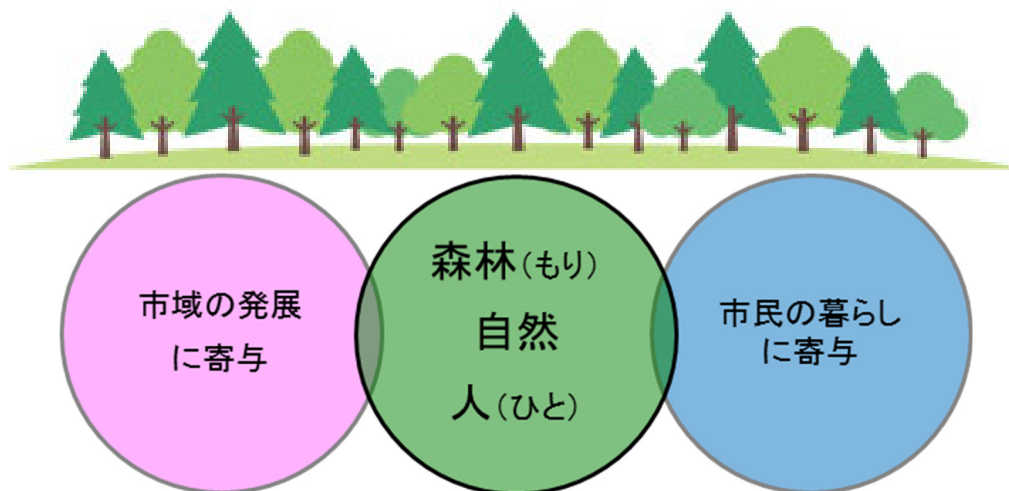 市域の発展
に寄与
森林(もり)
自然
人(ひと)
市民の暮らし
に寄与